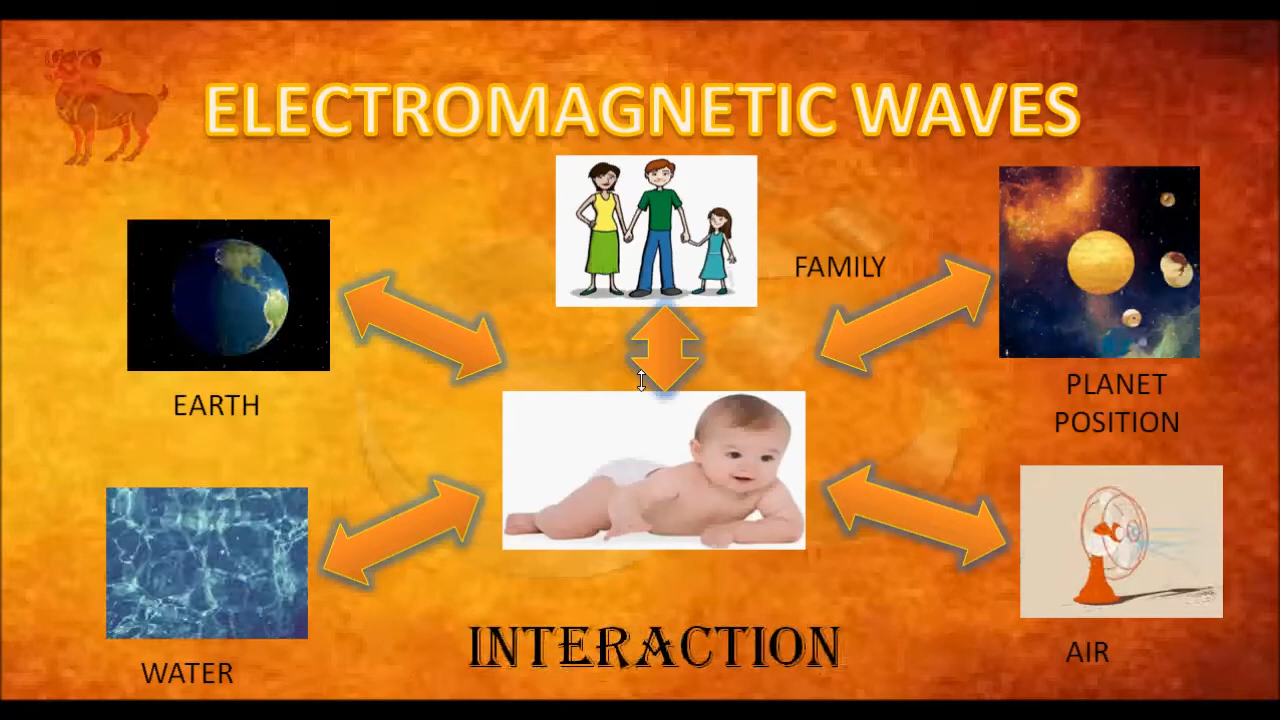 ELECTROMAGNETIC WAVES
FAMILY
EARTH
PLANET
POSITION
WATER
INTERACTION
AIR